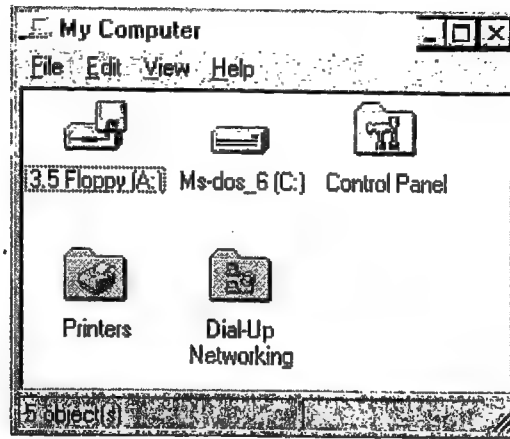 My Computer
File Edit View Help
3.5 Floppy (A:) Ms-dos_6 (C:) Control Panel
Printers Dial-Up
Networking
5 object(s)